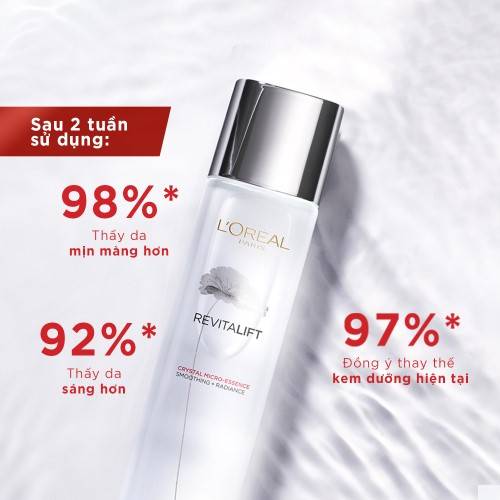 Sau 2 tuần
sử dụng:
98%*
Thấy da
mịn màng hơn
92%*
Thấy da
sáng hơn
97%*
Đồng ý thay thế
kem dưỡng hiện tại
L'ORÉAL
PARIS
REVITALIFT
CRYSTAL MICRO-ESSENCE
SMOOTHING + RADIANCE